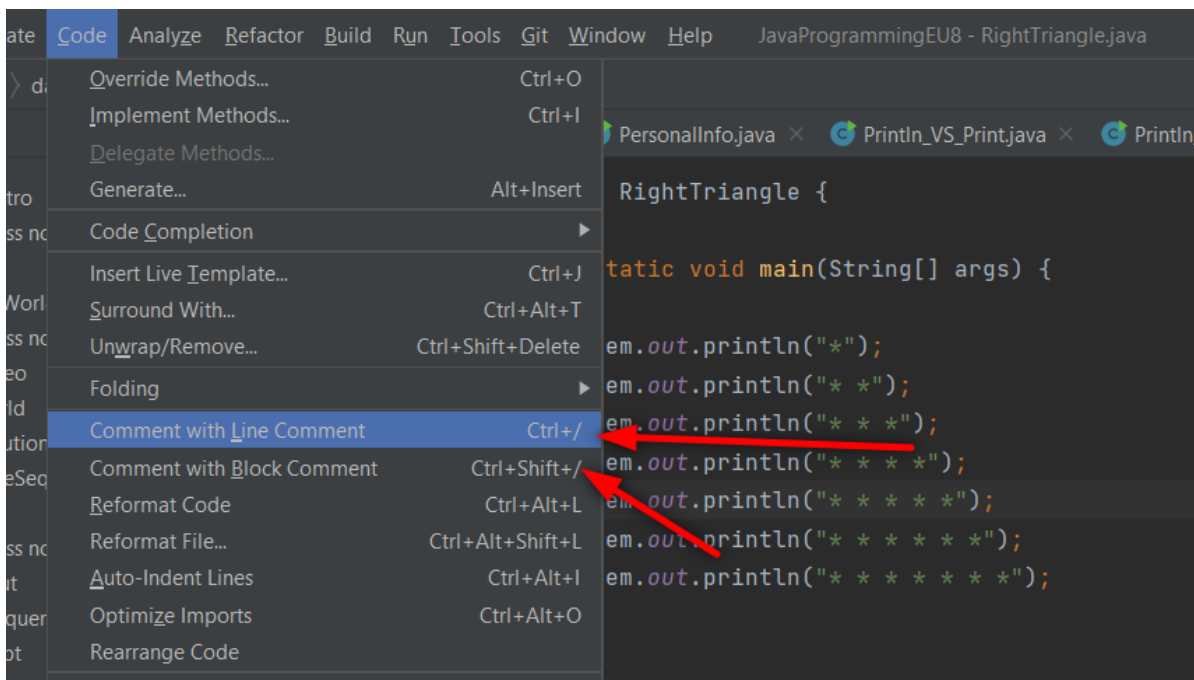 ate Code Analyze Refactor Build Run Tools Git Window Help JavaProgrammingEU8 - RightTriangle.java
Override Methods... Ctrl+O
Implement Methods... Ctrl+I
Delegate Methods...
Generate... Alt+Insert
Code Completion
Insert Live Template... Ctrl+J
Surround With... Ctrl+Alt+T
Unwrap/Remove... Ctrl+Shift+Delete
Folding
Comment with Line Comment Ctrl+/
Comment with Block Comment Ctrl+Shift+/
Reformat Code Ctrl+Alt+L
Reformat File... Ctrl+Alt+Shift+L
Auto-Indent Lines Ctrl+Alt+I
Optimize Imports Ctrl+Alt+O
Rearrange Code
PersonalInfo.java Println_VS_Print.java Println
RightTriangle {
tatic void main(String[] args) {
em.out.println("*");
em.out.println("* *");
em.out.println("* * *");
em.out.println("* * * *");
em.out.println("* * * * *");
em.out.println("* * * * * *");
em.out.println("* * * * * * *");